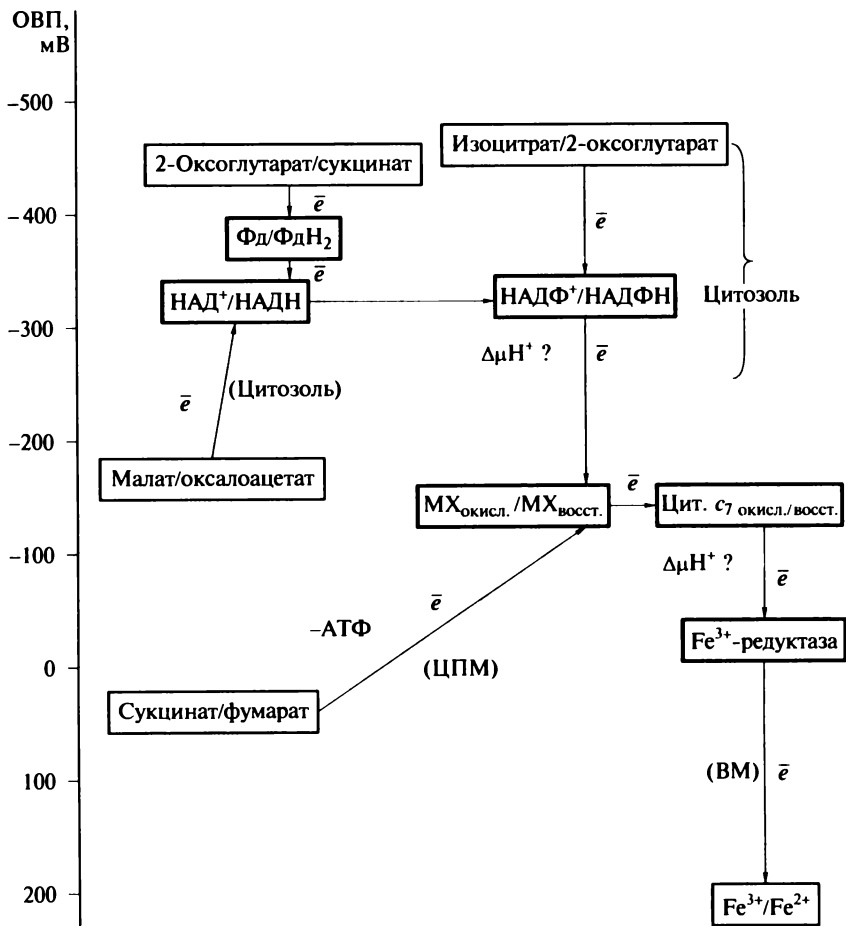 ОВП,
мВ
−500
Изоцитрат/2-оксоглутарат
2-Оксоглутарат/сукцинат
−400
ē
ē
Фд/ФдН₂
ē
НАД⁺/НАДН
НАДФ⁺/НАДФН
Цитозоль
−300
ΔμН⁺ ?
ē
ē
(Цитозоль)
−200
Малат/оксалоацетат
ē
МХокисл. /МХвосст.
Цит. c₇ окисл./восст.
−100
ΔμН⁺ ?
ē
ē
−АТФ
Fe³⁺-редуктаза
0
(ЦПМ)
Сукцинат/фумарат
100
(ВМ)
ē
200
Fe³⁺/Fe²⁺